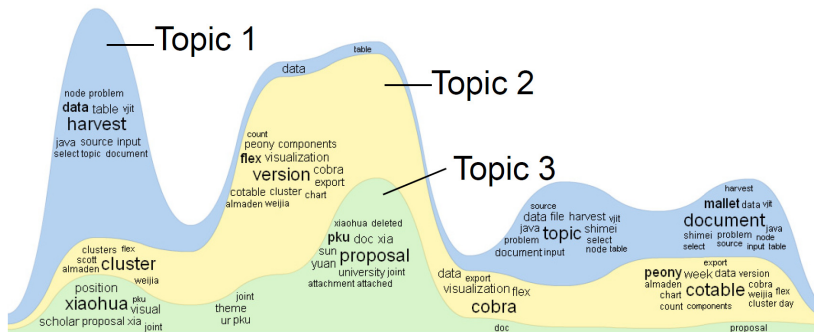 Topic 1
Topic 2
Topic 3
node problem
data table vjit
harvest
java source input
select topic document
clusters flex
scott
cluster
almaden
weijia
position
xiaohua pku
visual
scholar proposal xia
joint
data
table
count
peony components
flex visualization
version cobra
export
cotable cluster chart
almaden weijia
joint
theme
ur pku
xiaohua deleted
pku doc xia
sun proposal
yuan
university joint
attachment attached
data export
visualization flex
cobra
doc
source
data file harvest vjit
java topic shimei
problem select
document input node table
harvest
mallet data vjit
document java
shimei problem node
select source input table
export
peony week data version
almaden cotable cobra
chart weijia flex
count components cluster day
proposal